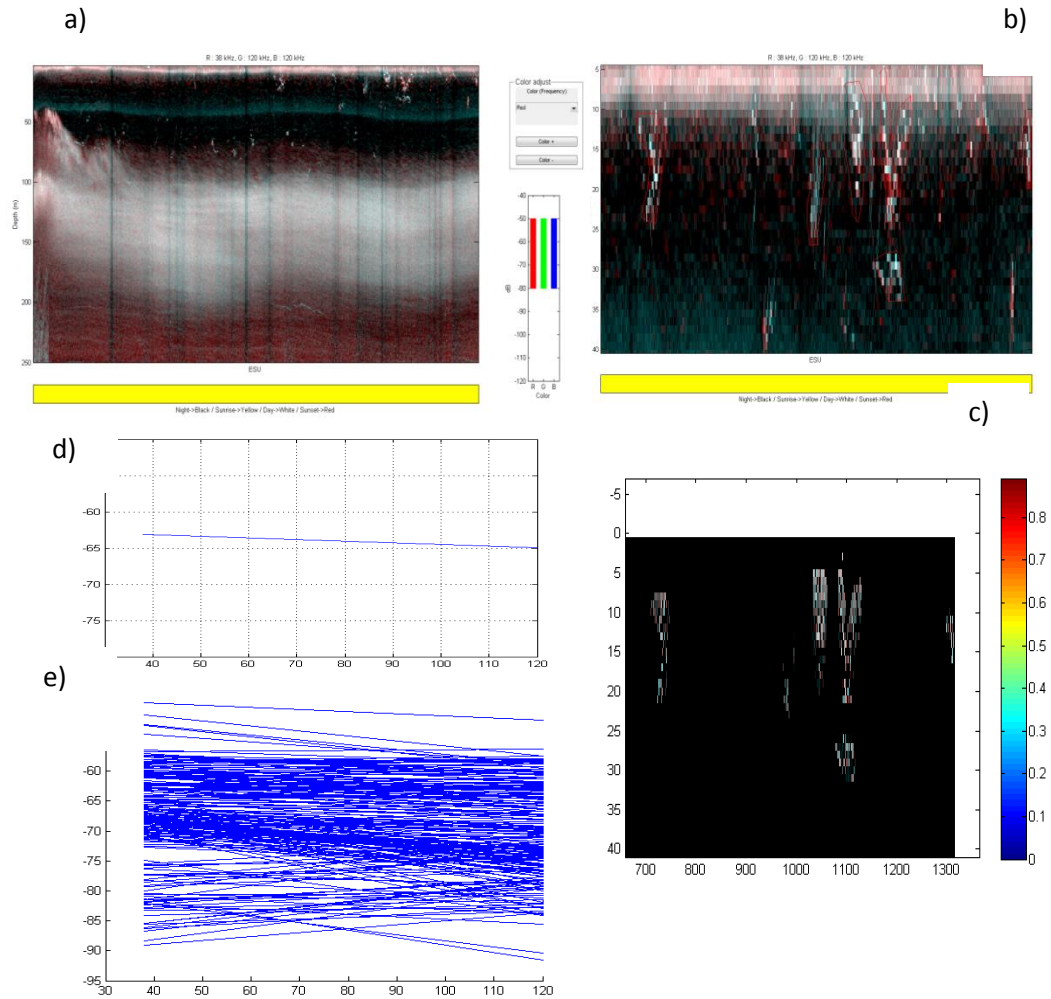 a)
b)
R : 38 kHz, G : 120 kHz, B : 120 kHz
50
100
150
200
250
Depth (m)
ESU
Night->Black / Sunrise->Yellow / Day->White / Sunset->Red
Color adjust
Color (Frequency)
Red
Color +
Color -
-40
-50
-60
-70
-80
-90
-100
-110
-120
dB
R G B
Color
R : 38 kHz, G : 120 kHz, B : 120 kHz
5
10
15
20
25
30
35
40
ESU
Night->Black / Sunrise->Yellow / Day->White / Sunset->Red
c)
d)
-60
-65
-70
-75
40 50 60 70 80 90 100 110 120
e)
-60
-65
-70
-75
-80
-85
-90
-95
30 40 50 60 70 80 90 100 110 120
-5
0
5
10
15
20
25
30
35
40
700 800 900 1000 1100 1200 1300
0.8
0.7
0.6
0.5
0.4
0.3
0.2
0.1
0